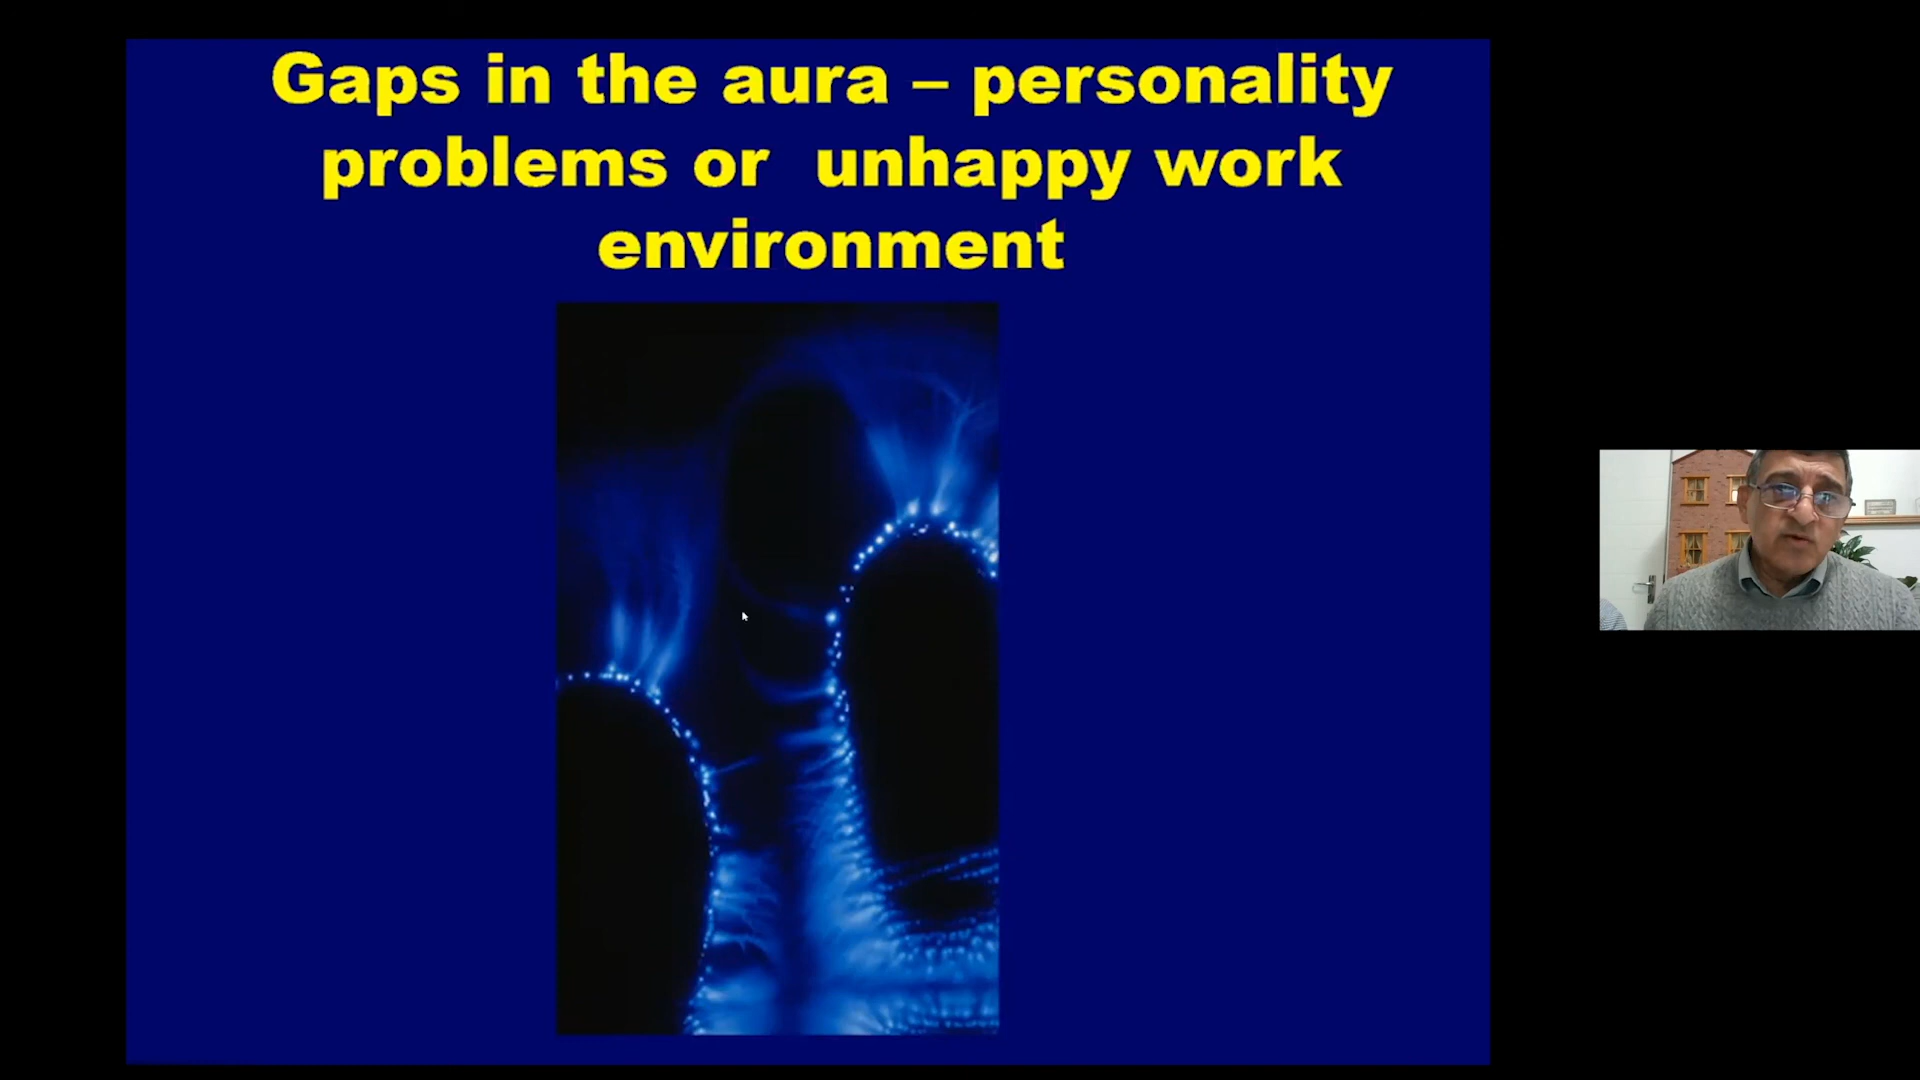 Gaps in the aura – personality
problems or  unhappy work
environment